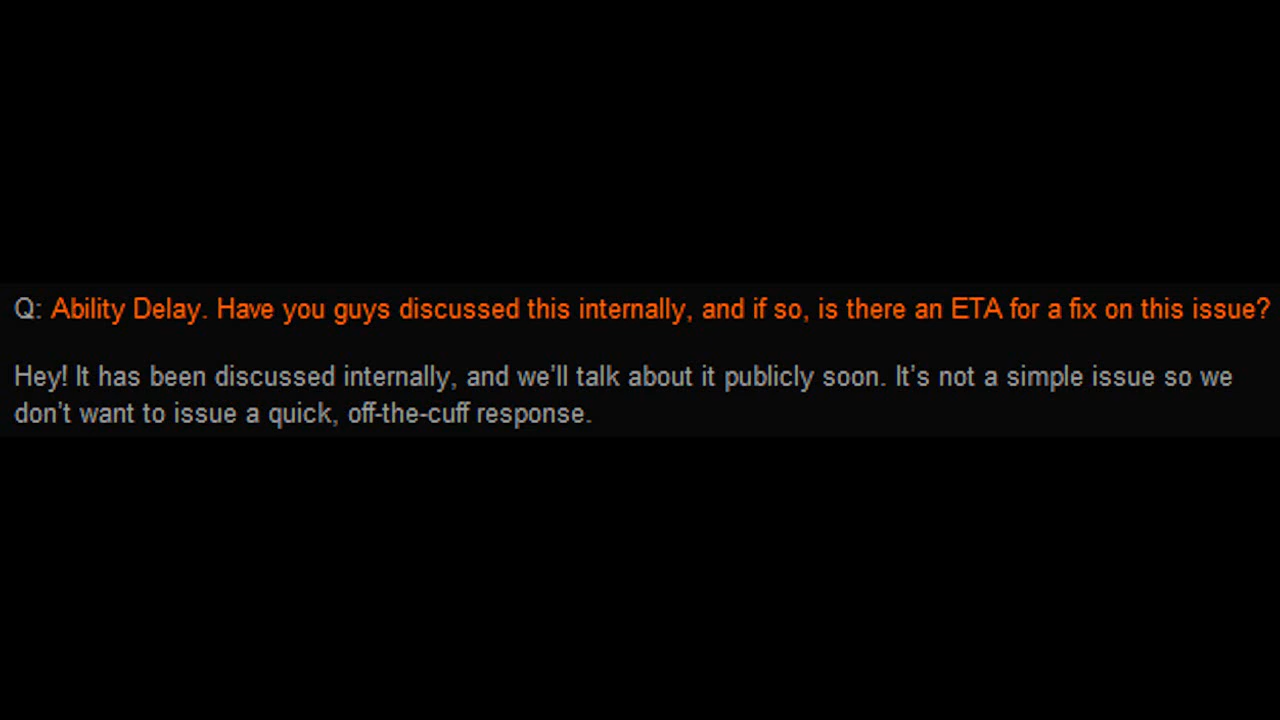 Q: Ability Delay. Have you guys discussed this internally, and if so, is there an ETA for a fix on this issue?
Hey! It has been discussed internally, and we'll talk about it publicly soon. It's not a simple issue so we
don't want to issue a quick, off-the-cuff response.